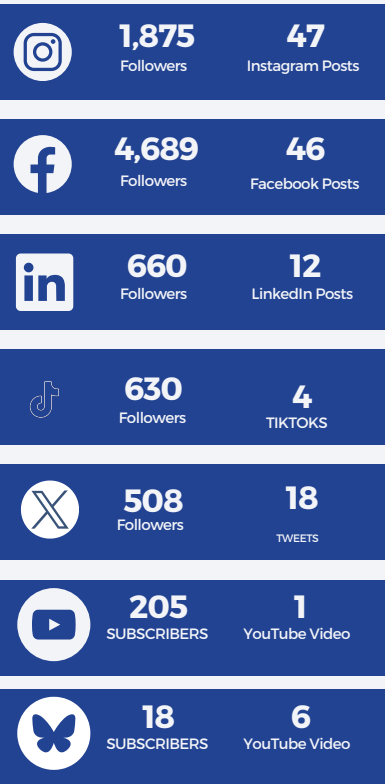 1,875 47
Followers Instagram Posts
4,689 46
Followers Facebook Posts
in
660 12
Followers LinkedIn Posts
630 4
Followers TIKTOKS
508 18
Followers TWEETS
205 1
SUBSCRIBERS YouTube Video
18 6
SUBSCRIBERS YouTube Video